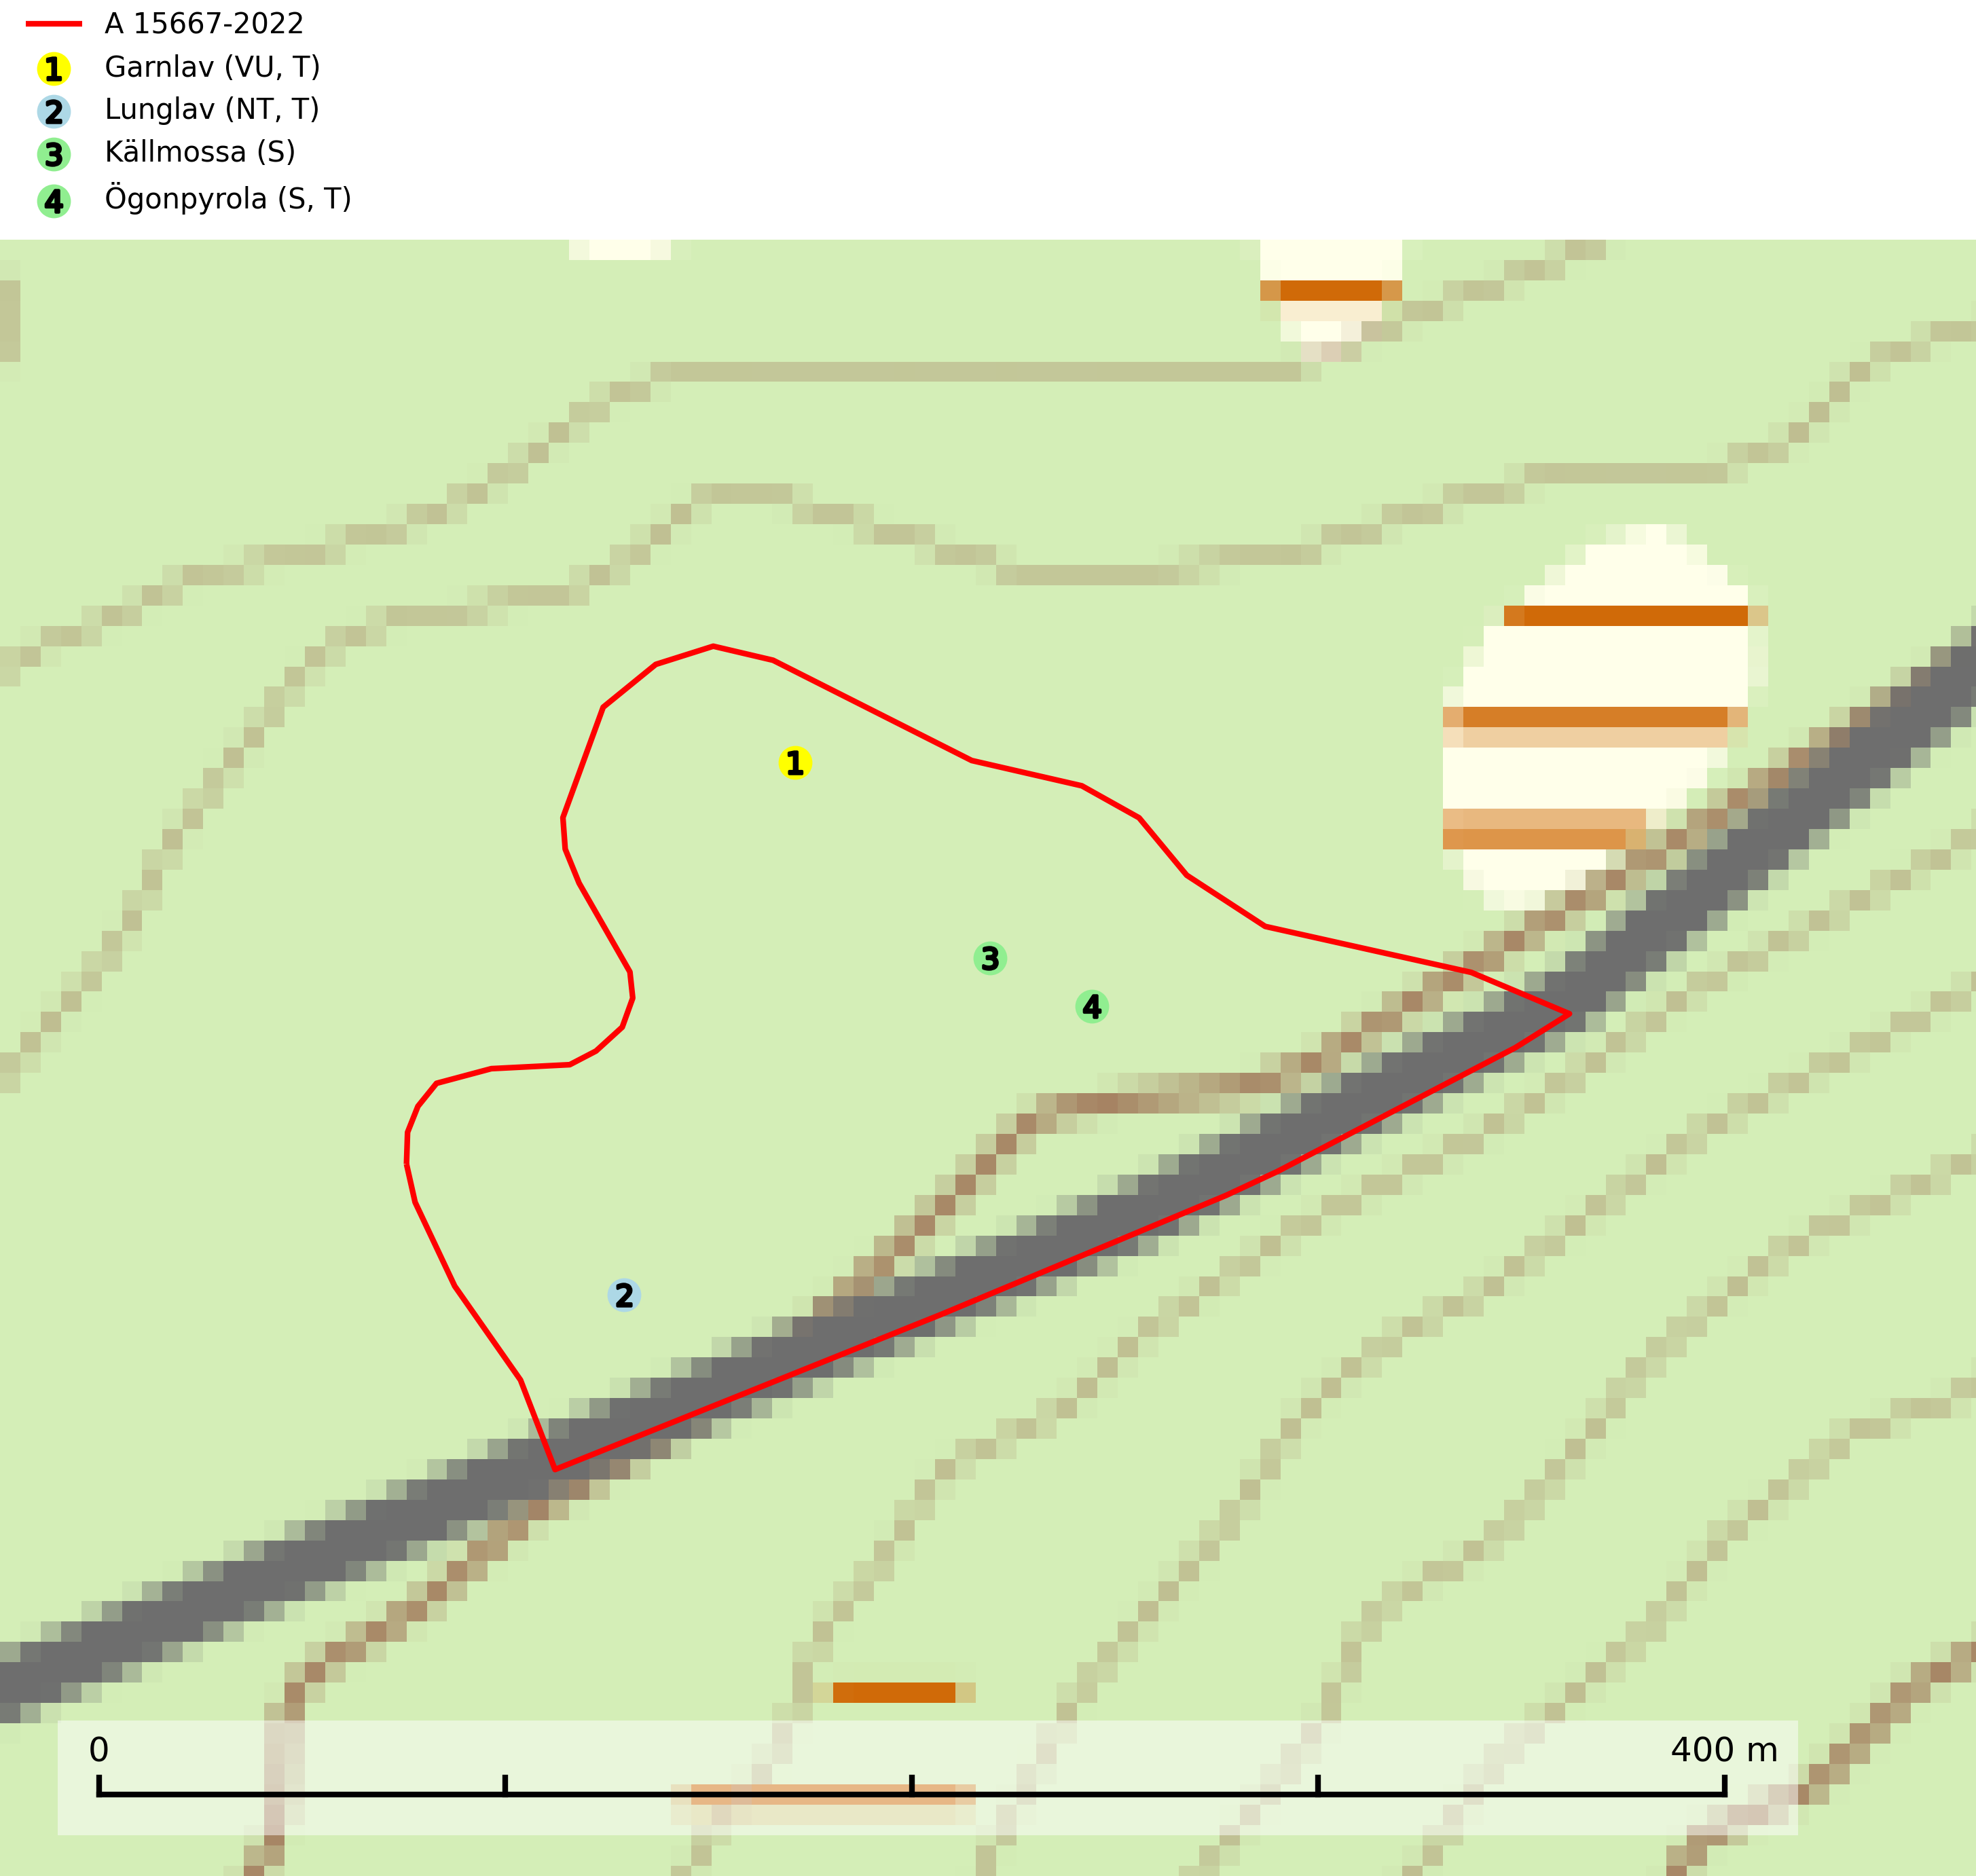 A 15667-2022
1 Garnlav (VU, T)
2 Lunglav (NT, T)
3 Källmossa (S)
4 Ögonpyrola (S, T)
1
3
4
2
0 400 m